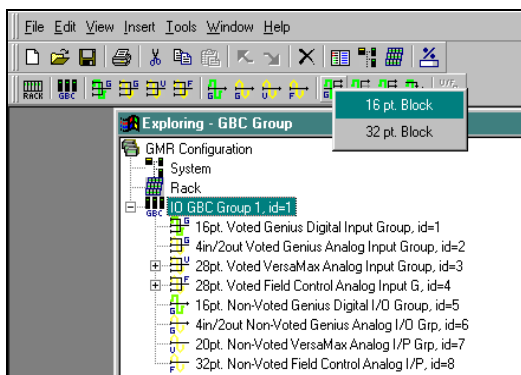 File Edit View Insert Tools Window Help
RACK GBC G G U F G G U F G U/F
16 pt. Block
32 pt. Block
Exploring - GBC Group
GMR Configuration
System
Rack
GBC IO GBC Group 1, id=1
G 16pt. Voted Genius Digital Input Group, id=1
G 4in/2out Voted Genius Analog Input Group, id=2
U 28pt. Voted VersaMax Analog Input Group, id=3
F 28pt. Voted Field Control Analog Input G, id=4
G 16pt. Non-Voted Genius Digital I/O Group, id=5
G 4in/2out Non-Voted Genius Analog I/O Grp, id=6
U 20pt. Non-Voted VersaMax Analog I/P Grp, id=7
F 32pt. Non-Voted Field Control Analog I/P, id=8